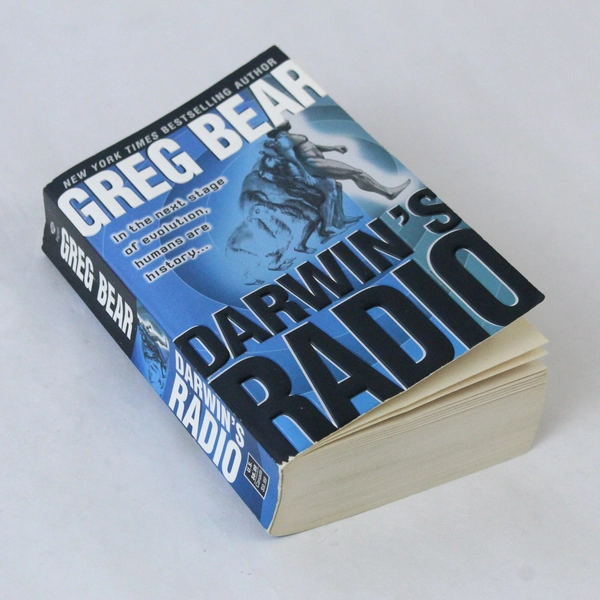 NEW YORK TIMES BESTSELLING AUTHOR
GREG BEAR
In the next stage
of evolution,
humans are
history...
DARWIN'S
RADIO
GREG BEAR
DARWIN'S
RADIO